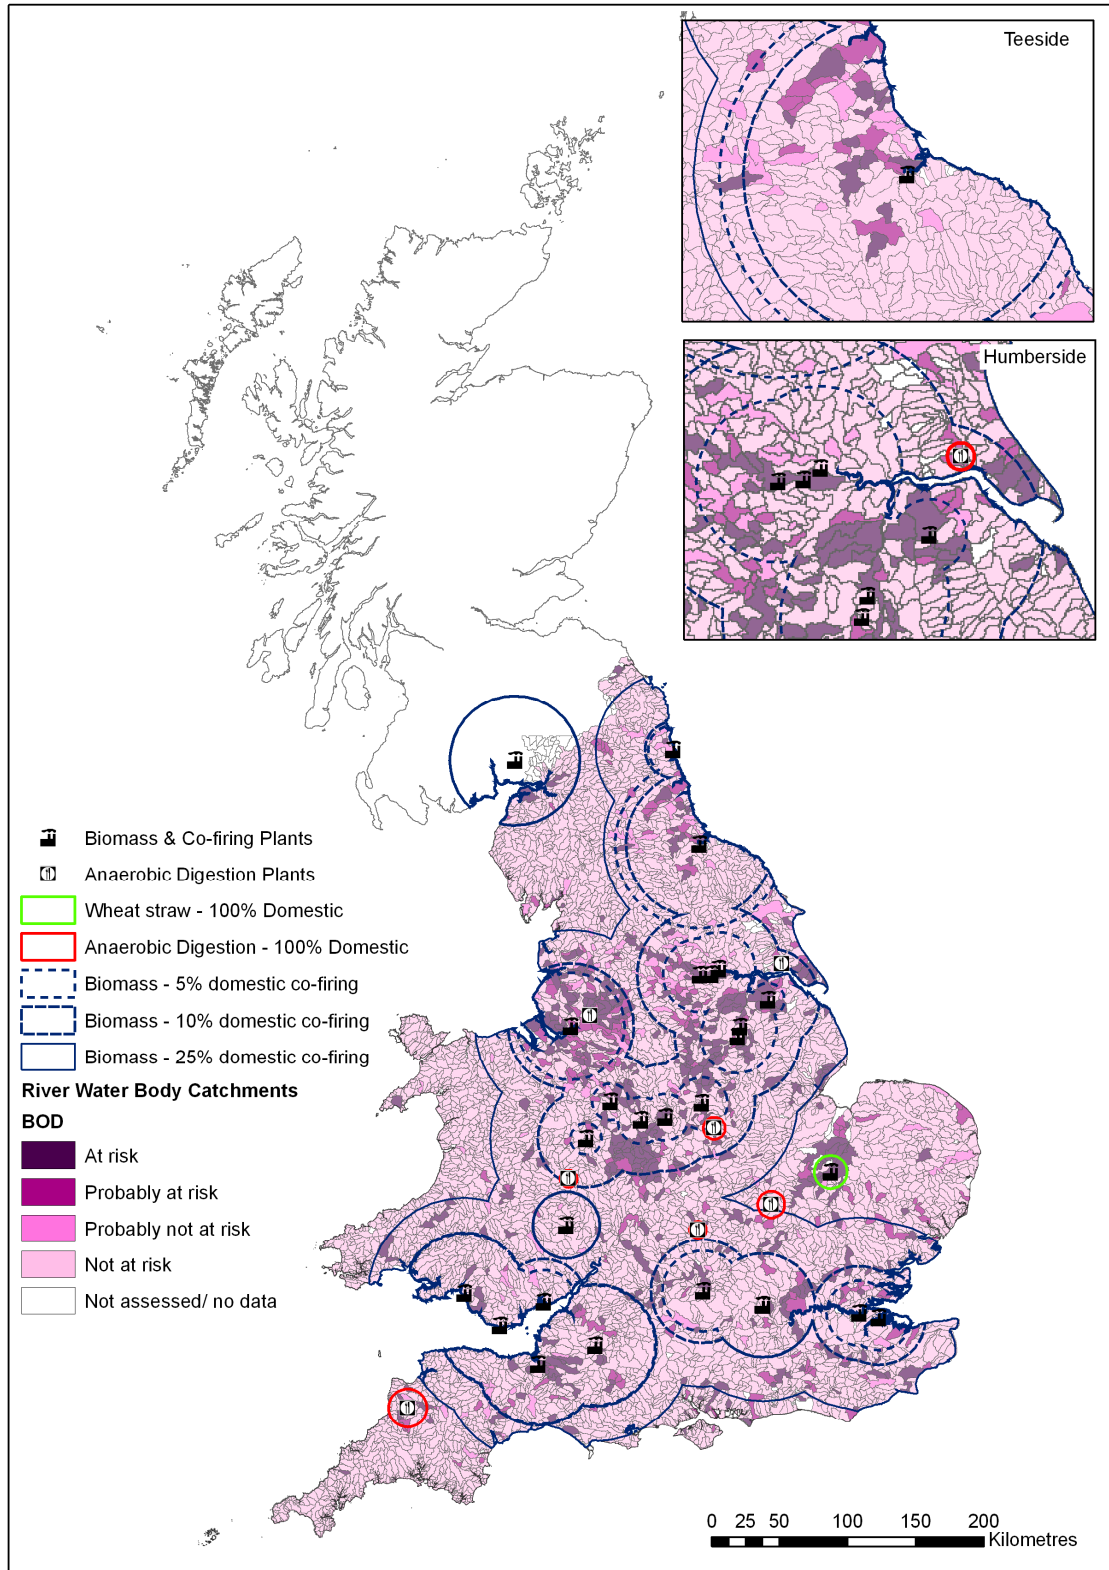 Teeside
Humberside
Biomass & Co-firing Plants
Anaerobic Digestion Plants
Wheat straw - 100% Domestic
Anaerobic Digestion - 100% Domestic
Biomass - 5% domestic co-firing
Biomass - 10% domestic co-firing
Biomass - 25% domestic co-firing
River Water Body Catchments
BOD
At risk
Probably at risk
Probably not at risk
Not at risk
Not assessed/ no data
0 25 50 100 150 200
Kilometres